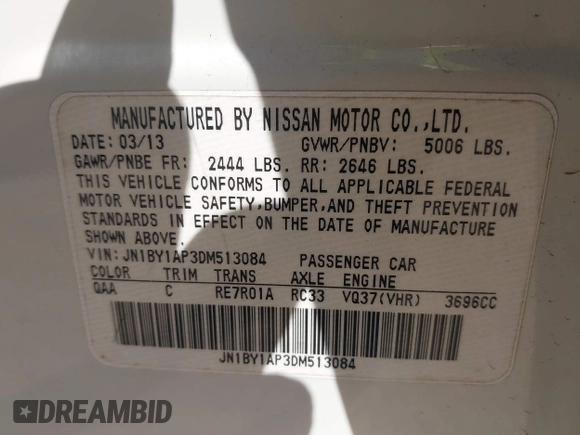 MANUFACTURED BY NISSAN MOTOR CO.,LTD.
DATE: 03/13 GVWR/PNBV: 5006 LBS.
GAWR/PNBE FR: 2444 LBS. RR: 2646 LBS.
THIS VEHICLE CONFORMS TO ALL APPLICABLE FEDERAL
MOTOR VEHICLE SAFETY,BUMPER,AND THEFT PREVENTION
STANDARDS IN EFFECT ON THE DATE OF MANUFACTURE
SHOWN ABOVE.
VIN: JN1BY1AP3DM513084 PASSENGER CAR
COLOR TRIM TRANS AXLE ENGINE
QAA C RE7R01A RC33 VQ37(VHR) 3696CC
JN1BY1AP3DM513084
DREAMBID